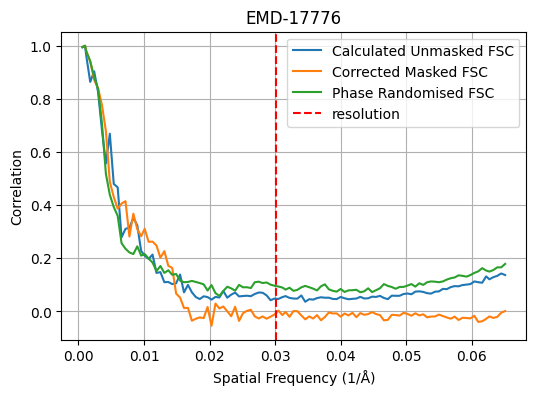 EMD-17776
Calculated Unmasked FSC
Corrected Masked FSC
Phase Randomised FSC
resolution
Correlation
1.0
0.8
0.6
0.4
0.2
0.0
0.00
0.01
0.02
0.03
0.04
0.05
0.06
Spatial Frequency (1/Å)